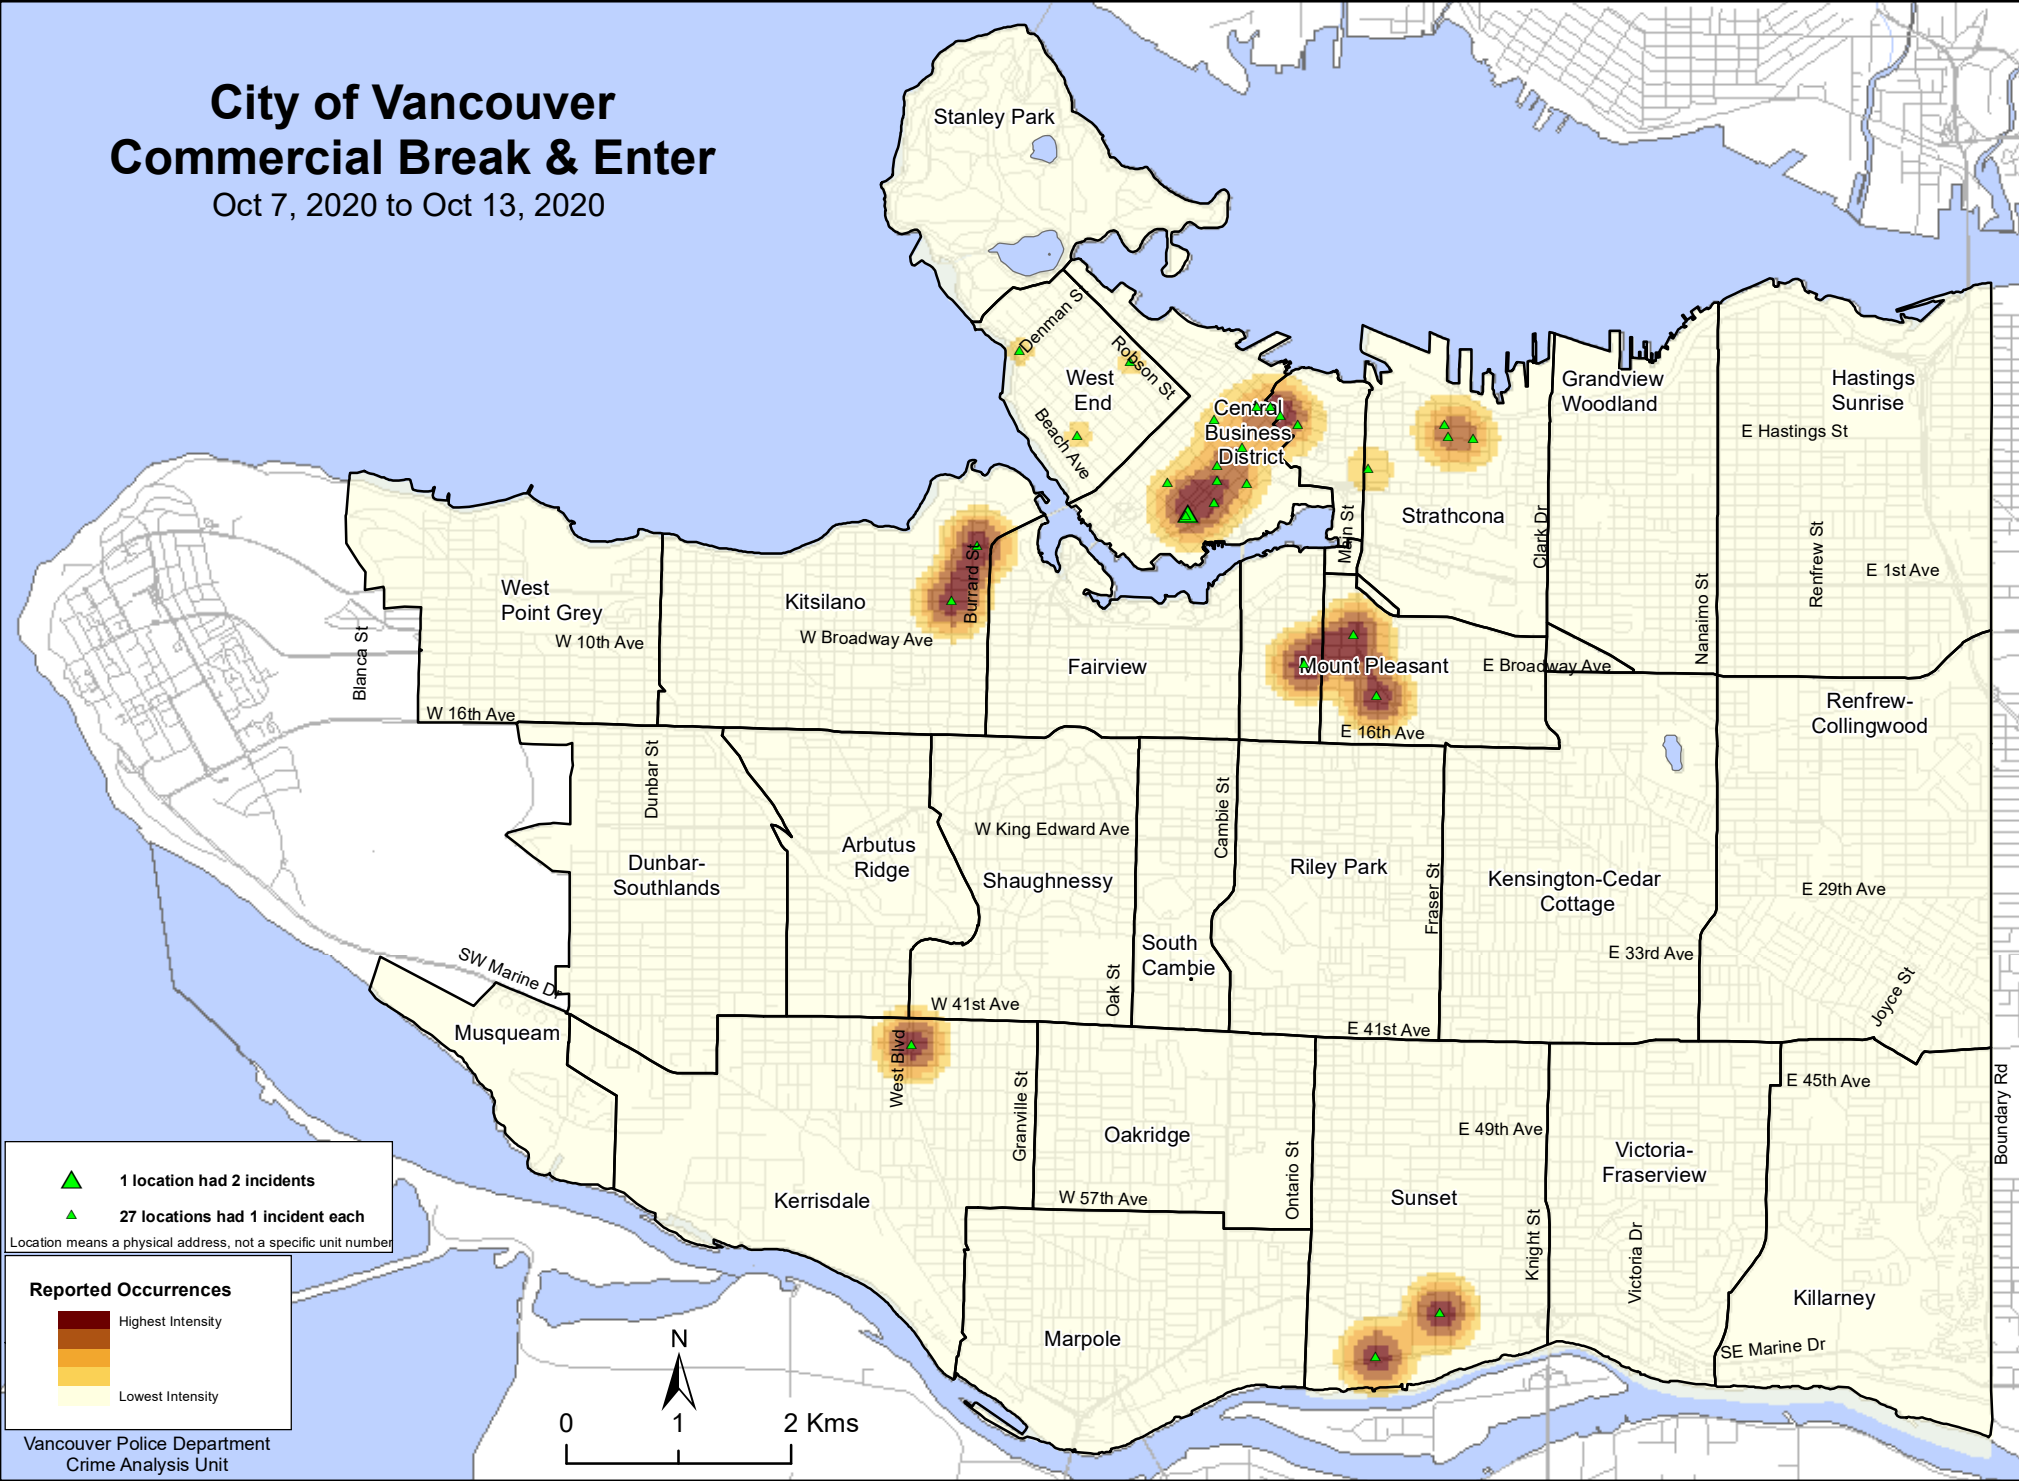 City of Vancouver
Commercial Break & Enter
Oct 7, 2020 to Oct 13, 2020
Stanley Park
Denman St
Robson St
West
End
Beach Ave
Central
Business
District
Grandview
Woodland
Hastings
Sunrise
E Hastings St
Strathcona
Main St
Clark Dr
Nanaimo St
Renfrew St
E 1st Ave
West
Point Grey
W 10th Ave
Blanca St
W 16th Ave
Kitsilano
W Broadway Ave
Burrard St
Fairview
Mount Pleasant
E Broadway Ave
E 16th Ave
Renfrew-
Collingwood
Dunbar St
Dunbar-
Southlands
Arbutus
Ridge
W King Edward Ave
Shaughnessy
Cambie St
Riley Park
Fraser St
Kensington-Cedar
Cottage
E 29th Ave
E 33rd Ave
South
Cambie
Oak St
Joyce St
SW Marine Dr
Musqueam
W 41st Ave
E 41st Ave
West Blvd
Granville St
Oakridge
Ontario St
E 49th Ave
E 45th Ave
Boundary Rd
Victoria-
Fraserview
Kerrisdale
W 57th Ave
Sunset
Knight St
Victoria Dr
Killarney
SE Marine Dr
Marpole
1 location had 2 incidents
27 locations had 1 incident each
Location means a physical address, not a specific unit number
Reported Occurrences
Highest Intensity
Lowest Intensity
Vancouver Police Department
Crime Analysis Unit
N
0 1 2 Kms